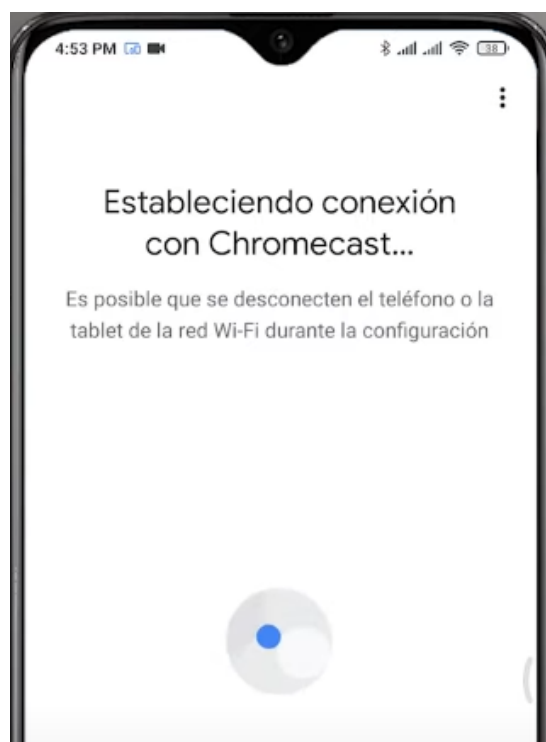 4:53 PM
38
Estableciendo conexión
con Chromecast...
Es posible que se desconecten el teléfono o la
tablet de la red Wi-Fi durante la configuración